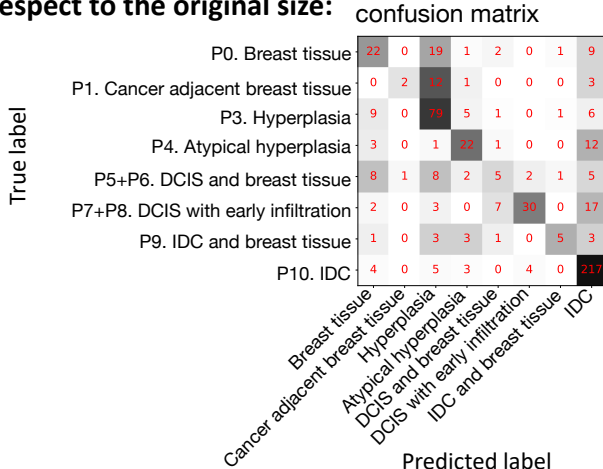 espect to the original size:
confusion matrix
True label
P0. Breast tissue 22 0 19 1 2 0 1 9
P1. Cancer adjacent breast tissue 0 2 1 0 0 0 3
P3. Hyperplasia 9 0 79 5 1 0 1 6
P4. Atypical hyperplasia 3 0 1 22 1 0 0 12
P5+P6. DCIS and breast tissue 8 1 8 2 5 2 1 5
P7+P8. DCIS with early infiltration 2 0 3 0 7 30 0 17
P9. IDC and breast tissue 1 0 3 3 1 0 5 3
P10. IDC 4 0 5 3 0 4 0 217
Breast tissue
Cancer adjacent breast tissue
Hyperplasia
Atypical hyperplasia
DCIS and breast tissue
DCIS with early infiltration
IDC and breast tissue
IDC
Predicted label